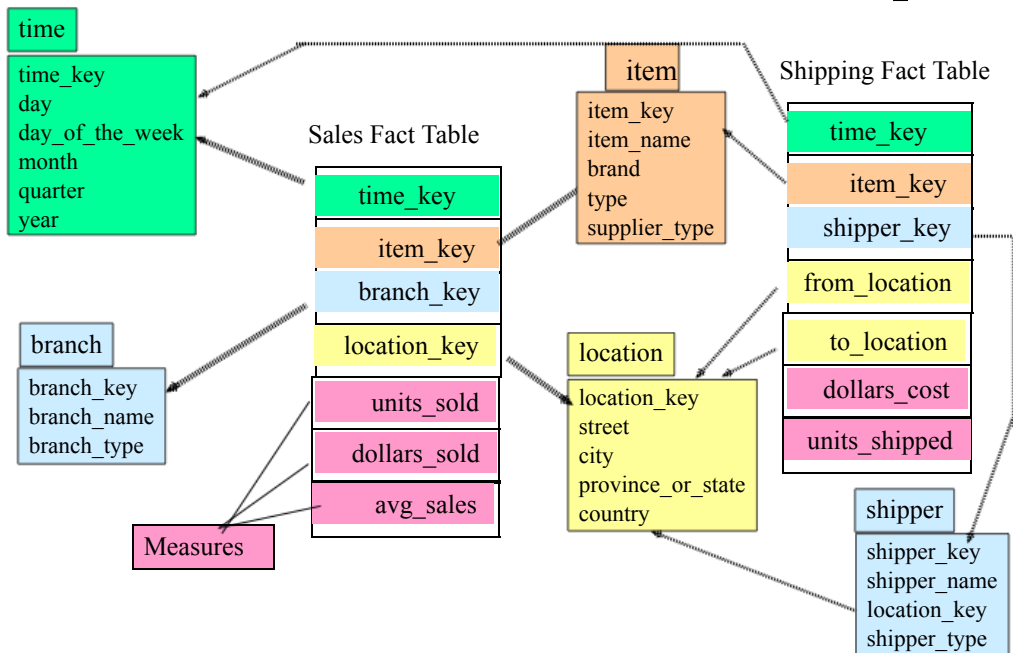 time
time_key
day
day_of_the_week
month
quarter
year
Sales Fact Table
time_key
item_key
branch_key
location_key
units_sold
dollars_sold
avg_sales
Measures
branch
branch_key
branch_name
branch_type
item
item_key
item_name
brand
type
supplier_type
location
location_key
street
city
province_or_state
country
Shipping Fact Table
time_key
item_key
shipper_key
from_location
to_location
dollars_cost
units_shipped
shipper
shipper_key
shipper_name
location_key
shipper_type